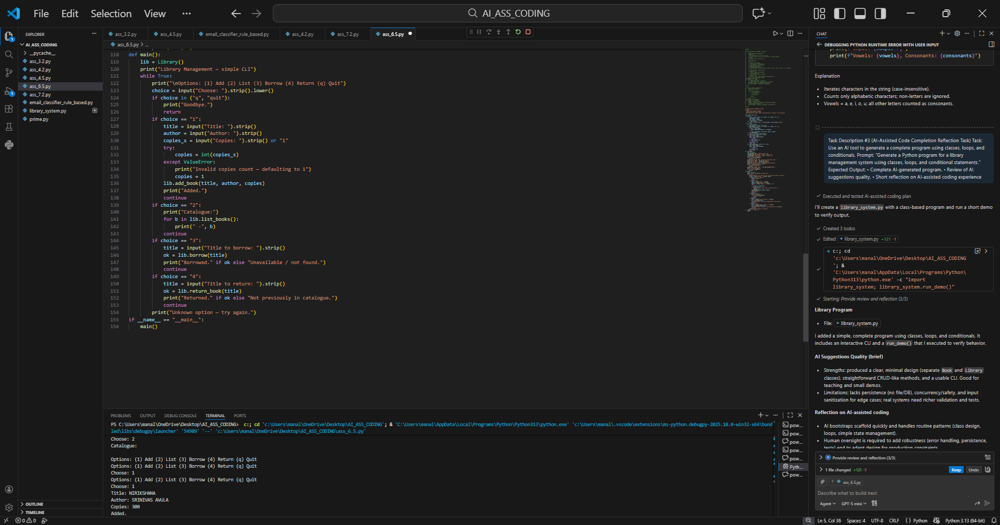 File Edit Selection View ···
AI_ASS_CODING
EXPLORER
AI_ASS_CODING
__pycache__
ass_3.2.py
ass_4.2.py
ass_4.5.py
ass_6.5.py
ass_7.2.py
email_classifier_rule_based.py
library_system.py
prime.py
OUTLINE
TIMELINE
ass_3.2.py ass_4.5.py email_classifier_rule_based.py ass_4.2.py ass_7.2.py ass_6.5.py
ass_6.5.py > ...
118 def main():
119 lib = Library()
120 print("Library Management — simple CLI")
121 while True:
122 print("\nOptions: (1) Add (2) List (3) Borrow (4) Return (q) Quit")
123 choice = input("Choose: ").strip().lower()
124 if choice in ("q", "quit"):
125 print("Goodbye.")
126 return
127 if choice == "1":
128 title = input("Title: ").strip()
129 author = input("Author: ").strip()
130 copies_s = input("Copies: ").strip() or "1"
131 try:
132 copies = int(copies_s)
133 except ValueError:
134 print("Invalid copies count — defaulting to 1")
135 copies = 1
136 lib.add_book(title, author, copies)
137 print("Added.")
138 continue
139 if choice == "2":
140 print("Catalogue:")
141 for b in lib.list_books():
142 print(" -", b)
143 continue
144 if choice == "3":
145 title = input("Title to borrow: ").strip()
146 ok = lib.borrow(title)
147 print("Borrowed." if ok else "Unavailable / not found.")
148 continue
149 if choice == "4":
150 title = input("Title to return: ").strip()
151 ok = lib.return_book(title)
152 print("Returned." if ok else "Not previously in catalogue.")
153 continue
154 print("Unknown option — try again.")
155 if __name__ == "__main__":
156 main()
PROBLEMS OUTPUT DEBUG CONSOLE TERMINAL PORTS
PS C:\Users\manal\OneDrive\Desktop\AI_ASS_CODING> c:; cd 'c:\Users\manal\OneDrive\Desktop\AI_ASS_CODING'; & 'C:\Users\manal\AppData\Local\Programs\Python\Python313\python.exe' 'c:\Users\manal\.vscode\extensions\ms-python.debugpy-2025.18.0-win32-x64\bund
led\libs\debugpy\launcher' '54989' '--' 'c:\Users\manal\OneDrive\Desktop\AI_ASS_CODING\ass_6.5.py'
Choose: 2
Catalogue:
Options: (1) Add (2) List (3) Borrow (4) Return (q) Quit
Options: (1) Add (2) List (3) Borrow (4) Return (q) Quit
Choose: 1
Options: (1) Add (2) List (3) Borrow (4) Return (q) Quit
Choose: 1
Title: NIRIKSHANA
Author: SRINIVAS AVULA
Copies: 300
Added.
pow...
pow...
pow...
pow...
pow...
Pyth...
pow...
CHAT
DEBUGGING PYTHON RUNTIME ERROR WITH USER INPUT
print(f"Vowels: {vowels}, Consonants: {consonants}")
Explanation
• Iterates characters in the string (case-insensitive).
• Counts only alphabetic characters; non-letters are ignored.
• Vowels = a, e, i, o, u; all other letters counted as consonants.
Task Description #3 (AI-Assisted Code Completion Reflection Task) Task:
Use an AI tool to generate a complete program using classes, loops, and
conditionals. Prompt: “Generate a Python program for a library
management system using classes, loops, and conditional statements.”
Expected Output: • Complete AI-generated program. • Review of AI
suggestions quality. • Short reflection on AI-assisted coding experience
Executed and tested AI-assisted coding plan
I'll create a library_system.py with a class-based program and run a short demo
to verify output.
Created 3 todos
Edited library_system.py +121 -1
c:; cd
'c:\Users\manal\OneDrive\Desktop\AI_ASS_CODING
'; &
'C:\Users\manal\AppData\Local\Programs\Python\
Python313\python.exe' -c "import
library_system; library_system.run_demo()"
Starting: Provide review and reflection (3/3)
Library Program
• File: library_system.py
I added a simple, complete program using classes, loops, and conditionals. It
includes an interactive CLI and a run_demo() that I executed to verify behavior.
AI Suggestions Quality (brief)
• Strengths: produced a clear, minimal design (separate Book and Library
classes), straightforward CRUD-like methods, and a usable CLI. Good for
teaching and small demos.
• Limitations: lacks persistence (no file/DB), concurrency/safety, and input
sanitization for edge cases; real systems need richer validation and tests.
Reflection on AI-assisted coding
• AI bootstraps scaffold quickly and handles routine patterns (class design,
loops, simple state management).
• Human oversight is required to add robustness (error handling, persistence,
tests) and to adapt design for production constraints.
Provide review and reflection (3/3)
1 file changed +121 -1 Keep Undo
ass_6.5.py
Describe what to build next
Agent GPT-5 mini
0 0 Ln 5, Col 36 Spaces: 4 UTF-8 CRLF {} Python Python 3.13 (64-bit)